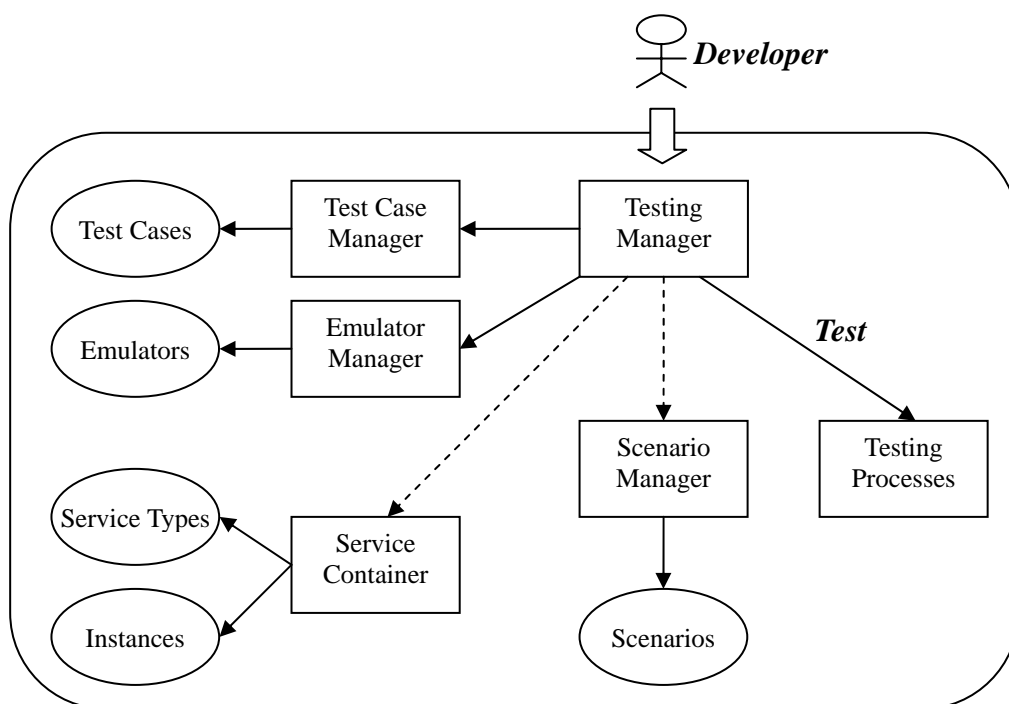 Developer
Test Cases
Test Case
Manager
Testing
Manager
Emulators
Emulator
Manager
Test
Scenario
Manager
Testing
Processes
Service Types
Service
Container
Instances
Scenarios